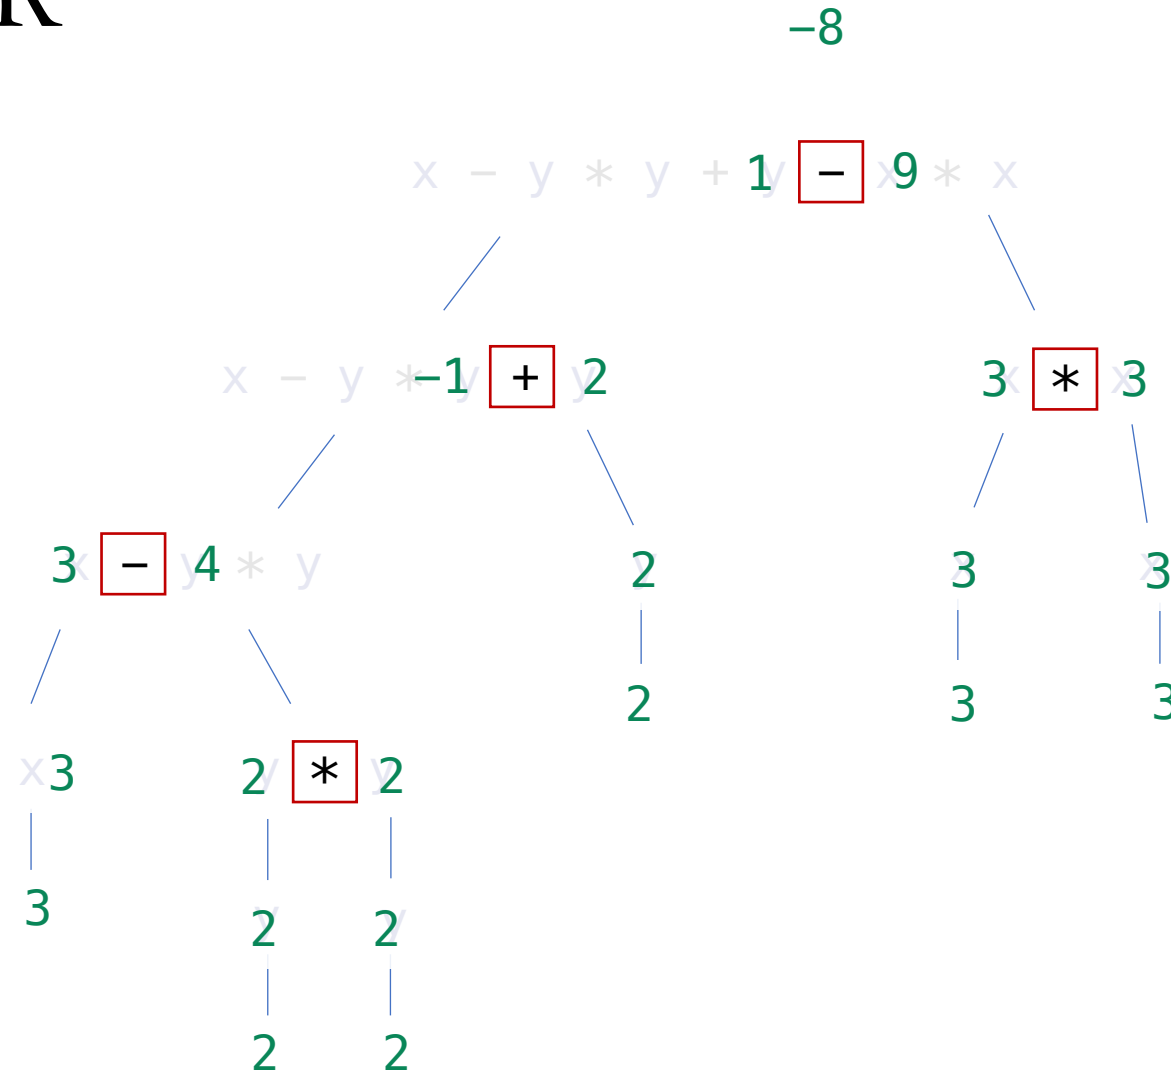 −8
x − y * y + y 1 − x 9 * x
x − y * −1 y + y 2 3 x * x 3
3 x − y 4 * y 2 3 3
2 3 3
x 3 2 y * y 2
3 2 2
2 2